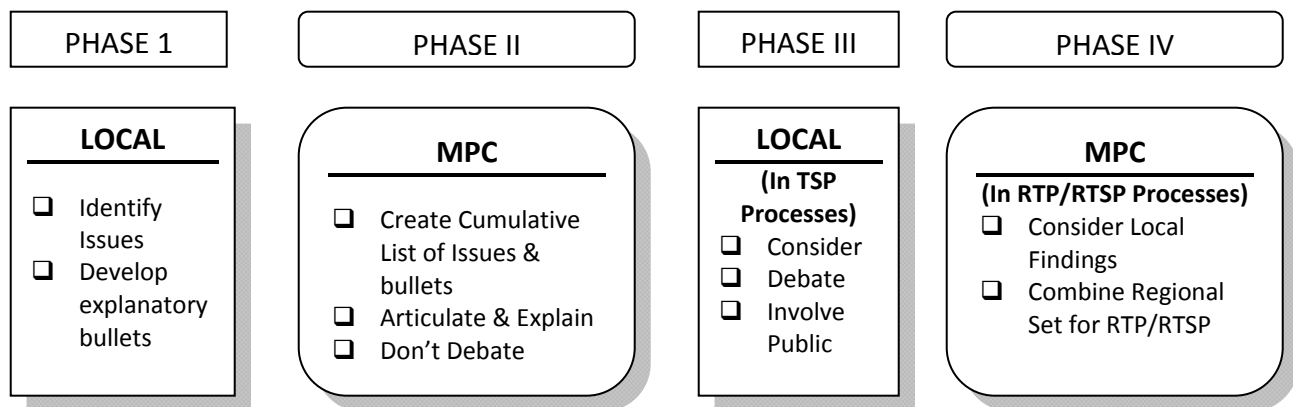 PHASE 1
PHASE II
PHASE III
PHASE IV
LOCAL
❑ Identify
Issues
❑ Develop
explanatory
bullets
MPC
❑ Create Cumulative
List of Issues &
bullets
❑ Articulate & Explain
❑ Don’t Debate
LOCAL
(In TSP
Processes)
❑ Consider
❑ Debate
❑ Involve
Public
MPC
(In RTP/RTSP Processes)
❑ Consider Local
Findings
❑ Combine Regional
Set for RTP/RTSP